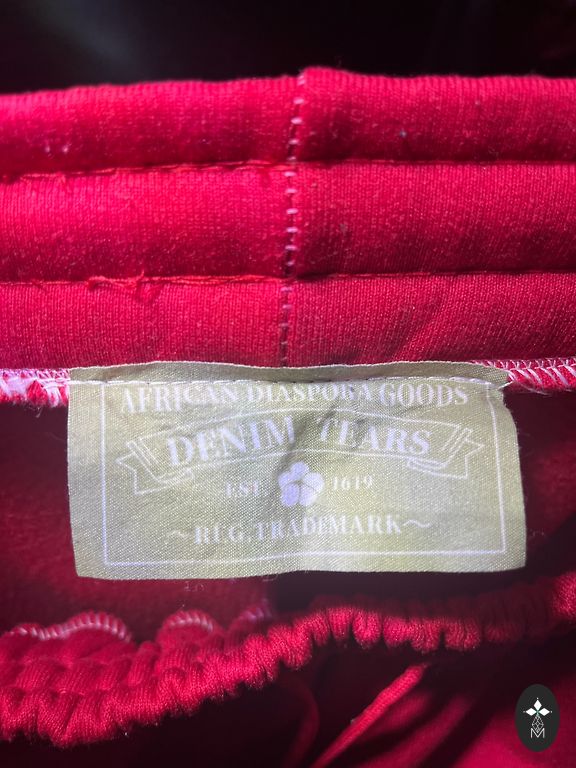 AFRICAN DIASPORA GOODS
DENIM TEARS
EST. 1619
~REG. TRADEMARK~